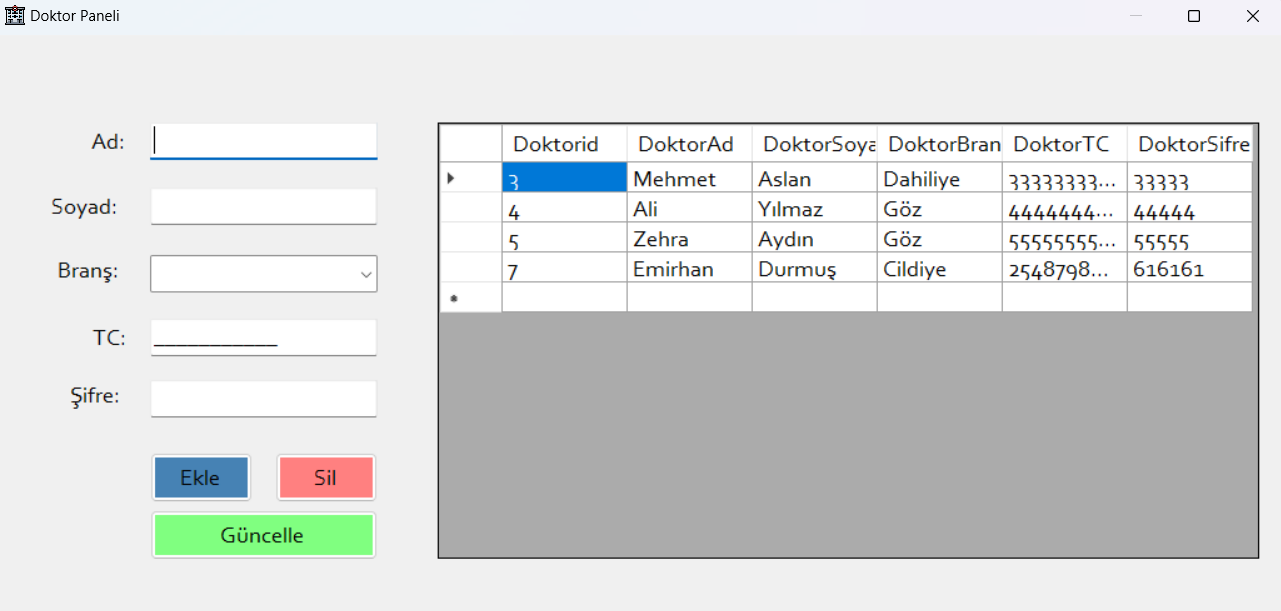 Doktor Paneli
Ad:
Soyad:
Branş:
TC: ___________
Şifre:
Ekle Sil
Güncelle
Doktorid DoktorAd DoktorSoya DoktorBran DoktorTC DoktorSifre
3 Mehmet Aslan Dahiliye 33333333... 33333
4 Ali Yılmaz Göz 4444444... 44444
5 Zehra Aydın Göz 55555555... 55555
7 Emirhan Durmuş Cildiye 2548798... 616161